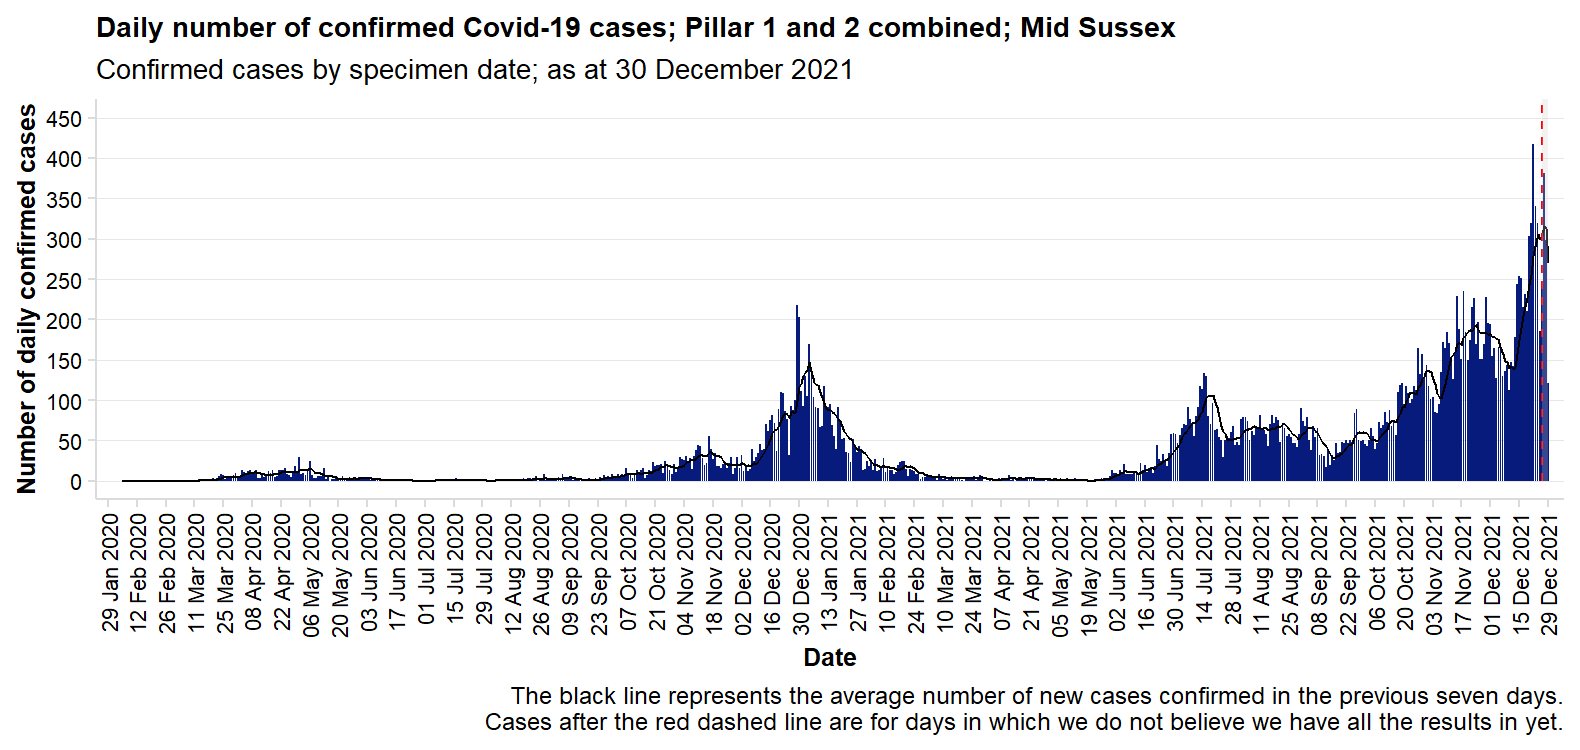 Daily number of confirmed Covid-19 cases; Pillar 1 and 2 combined; Mid Sussex
Confirmed cases by specimen date; as at 30 December 2021
Number of daily confirmed cases
450
400
350
300
250
200
150
100
50
0
29 Jan 2020
12 Feb 2020
26 Feb 2020
11 Mar 2020
25 Mar 2020
08 Apr 2020
22 Apr 2020
06 May 2020
20 May 2020
03 Jun 2020
17 Jun 2020
01 Jul 2020
15 Jul 2020
29 Jul 2020
12 Aug 2020
26 Aug 2020
09 Sep 2020
23 Sep 2020
07 Oct 2020
21 Oct 2020
04 Nov 2020
18 Nov 2020
02 Dec 2020
16 Dec 2020
30 Dec 2020
13 Jan 2021
27 Jan 2021
10 Feb 2021
24 Feb 2021
10 Mar 2021
24 Mar 2021
07 Apr 2021
21 Apr 2021
05 May 2021
19 May 2021
02 Jun 2021
16 Jun 2021
30 Jun 2021
14 Jul 2021
28 Jul 2021
11 Aug 2021
25 Aug 2021
08 Sep 2021
22 Sep 2021
06 Oct 2021
20 Oct 2021
03 Nov 2021
17 Nov 2021
01 Dec 2021
15 Dec 2021
29 Dec 2021
Date
The black line represents the average number of new cases confirmed in the previous seven days.
Cases after the red dashed line are for days in which we do not believe we have all the results in yet.